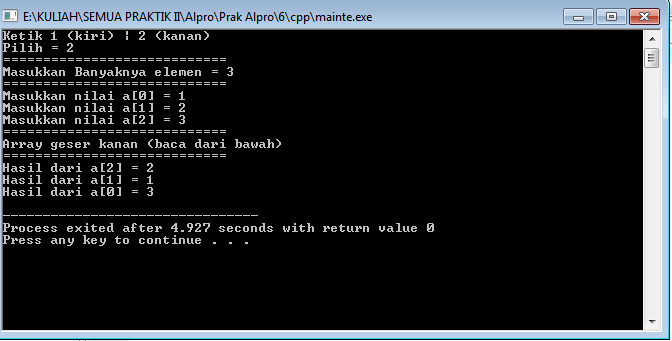 E:\KULIAH\SEMUA PRAKTIK II\Alpro\Prak Alpro\6\cpp\mainte.exe
Ketik 1 (kiri) ¦ 2 (kanan)
Pilih = 2
============================
Masukkan Banyaknya elemen = 3
============================
Masukkan nilai a[0] = 1
Masukkan nilai a[1] = 2
Masukkan nilai a[2] = 3
============================
Array geser kanan (baca dari bawah)
============================
Hasil dari a[2] = 2
Hasil dari a[1] = 1
Hasil dari a[0] = 3
--------------------------------
Process exited after 4.927 seconds with return value 0
Press any key to continue . . .